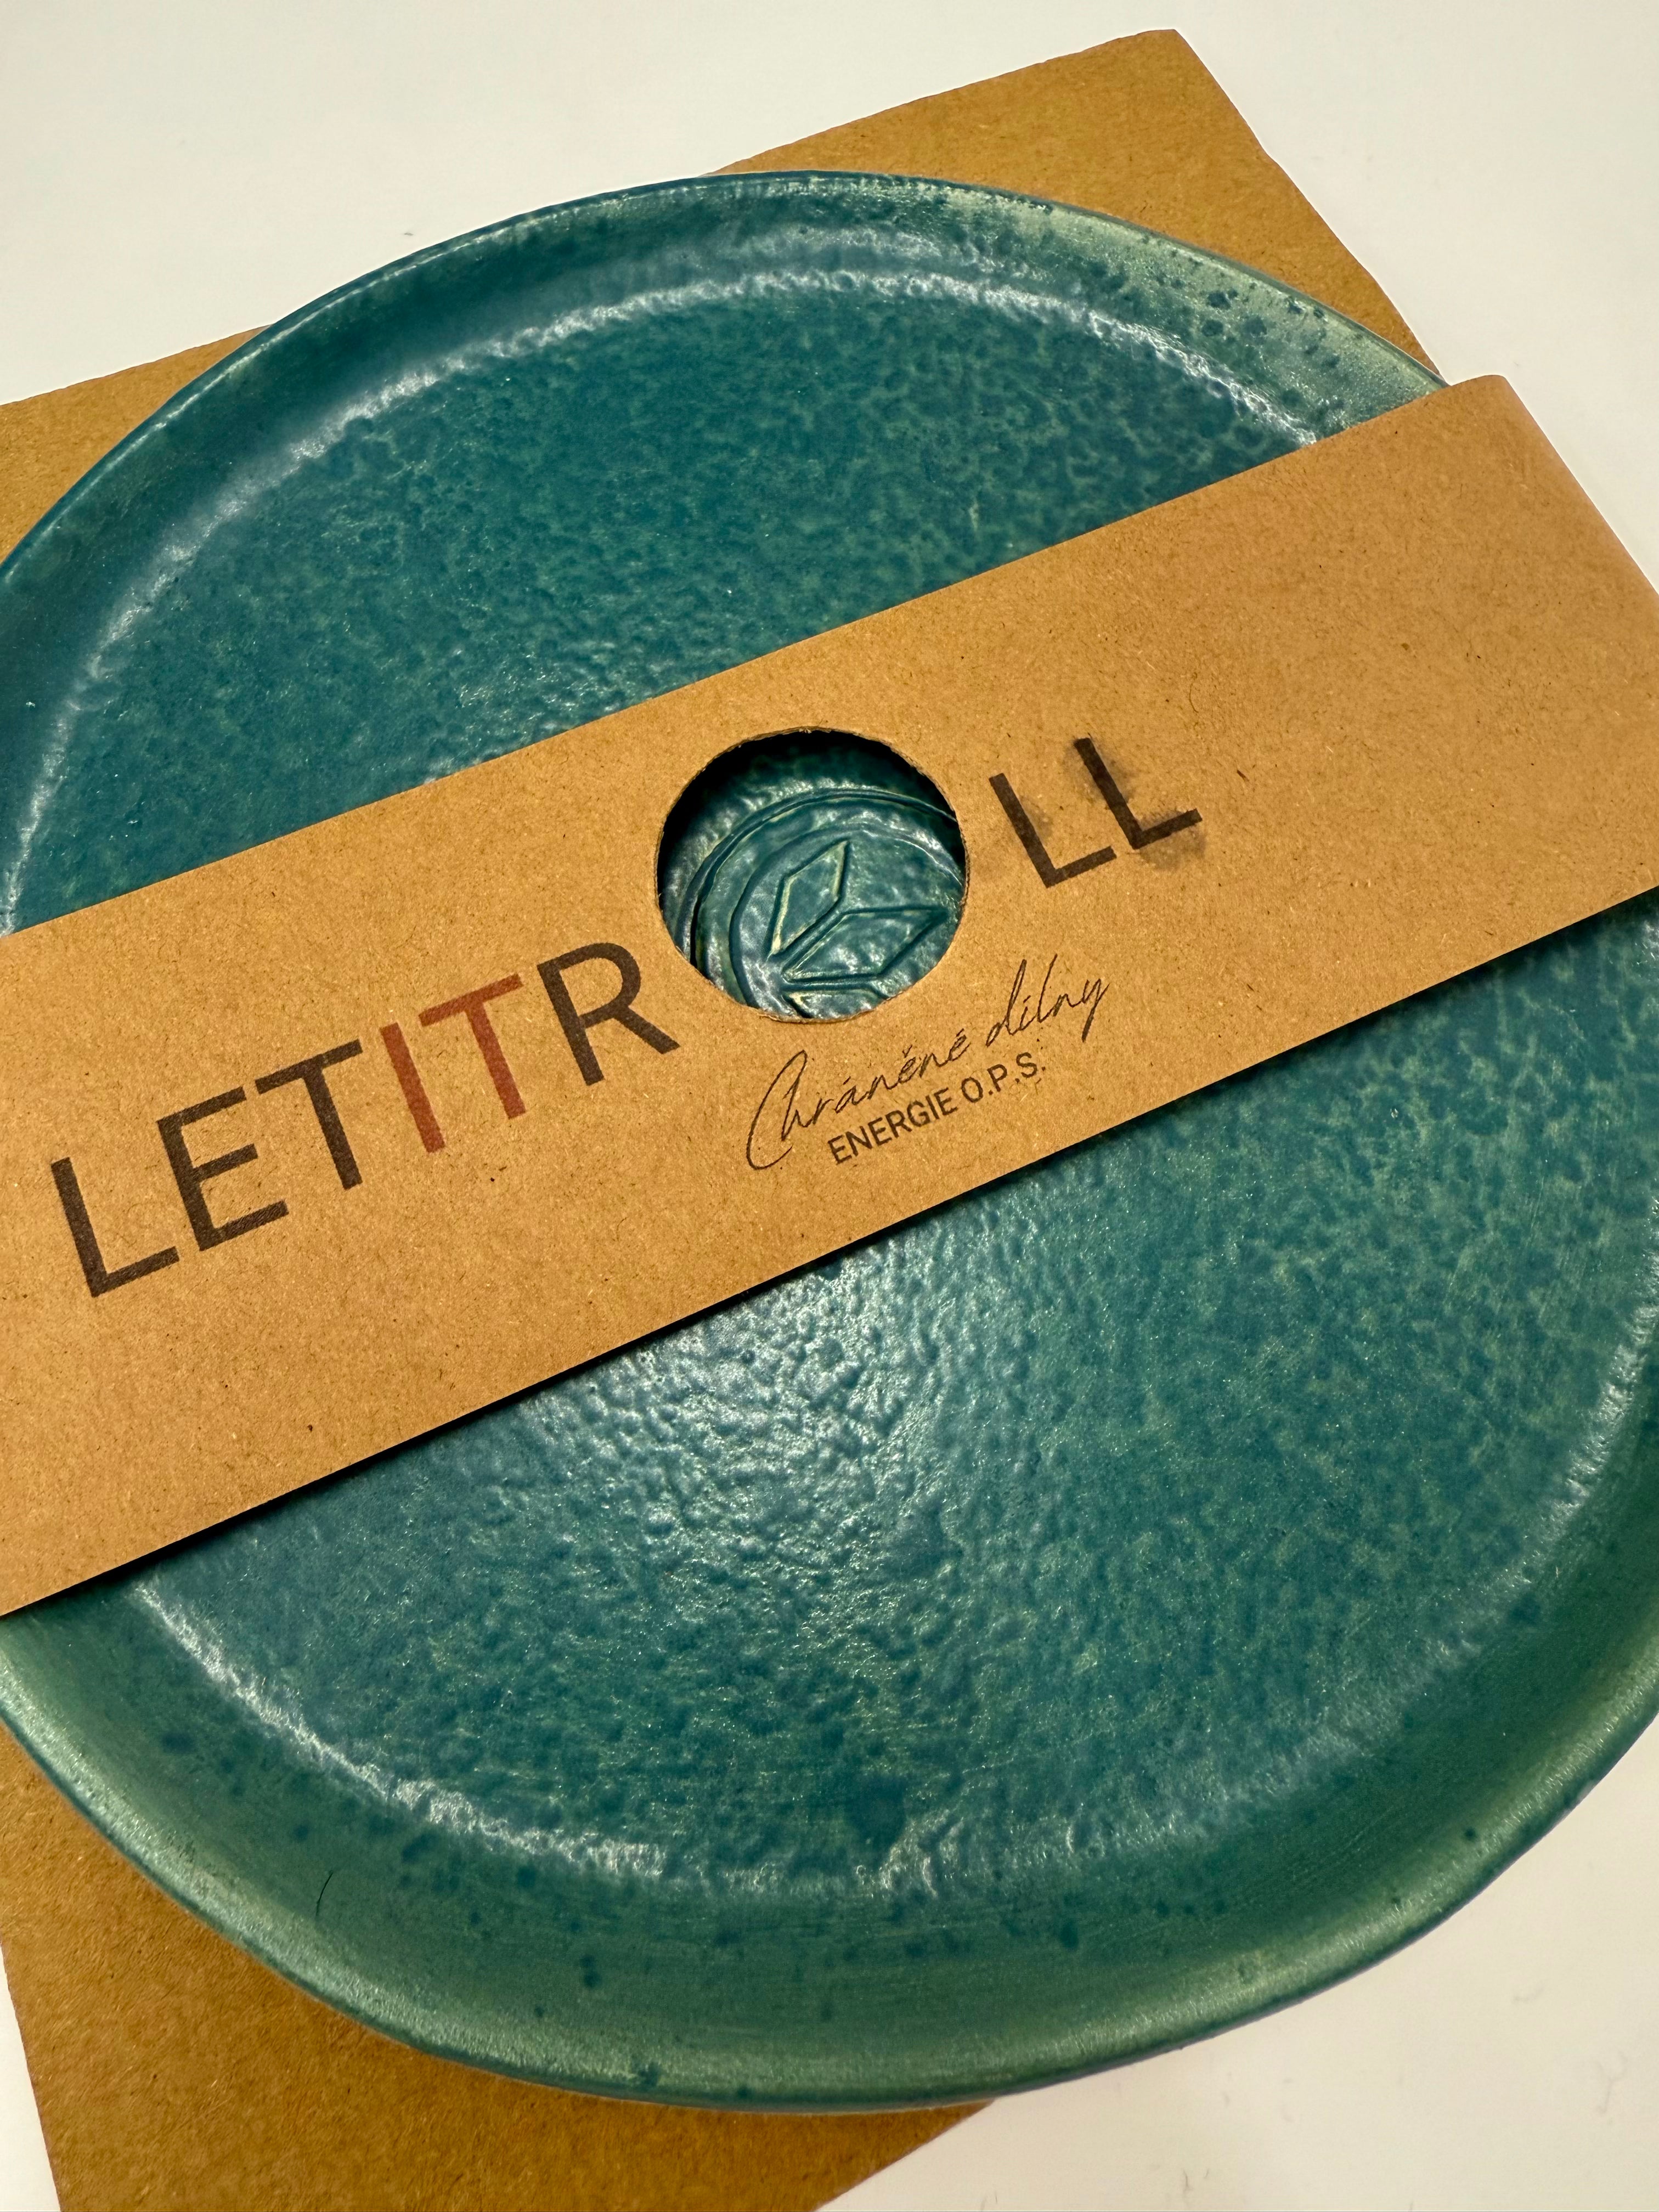 LETITR LL
Chráněné dílny
ENERGIE O.P.S.